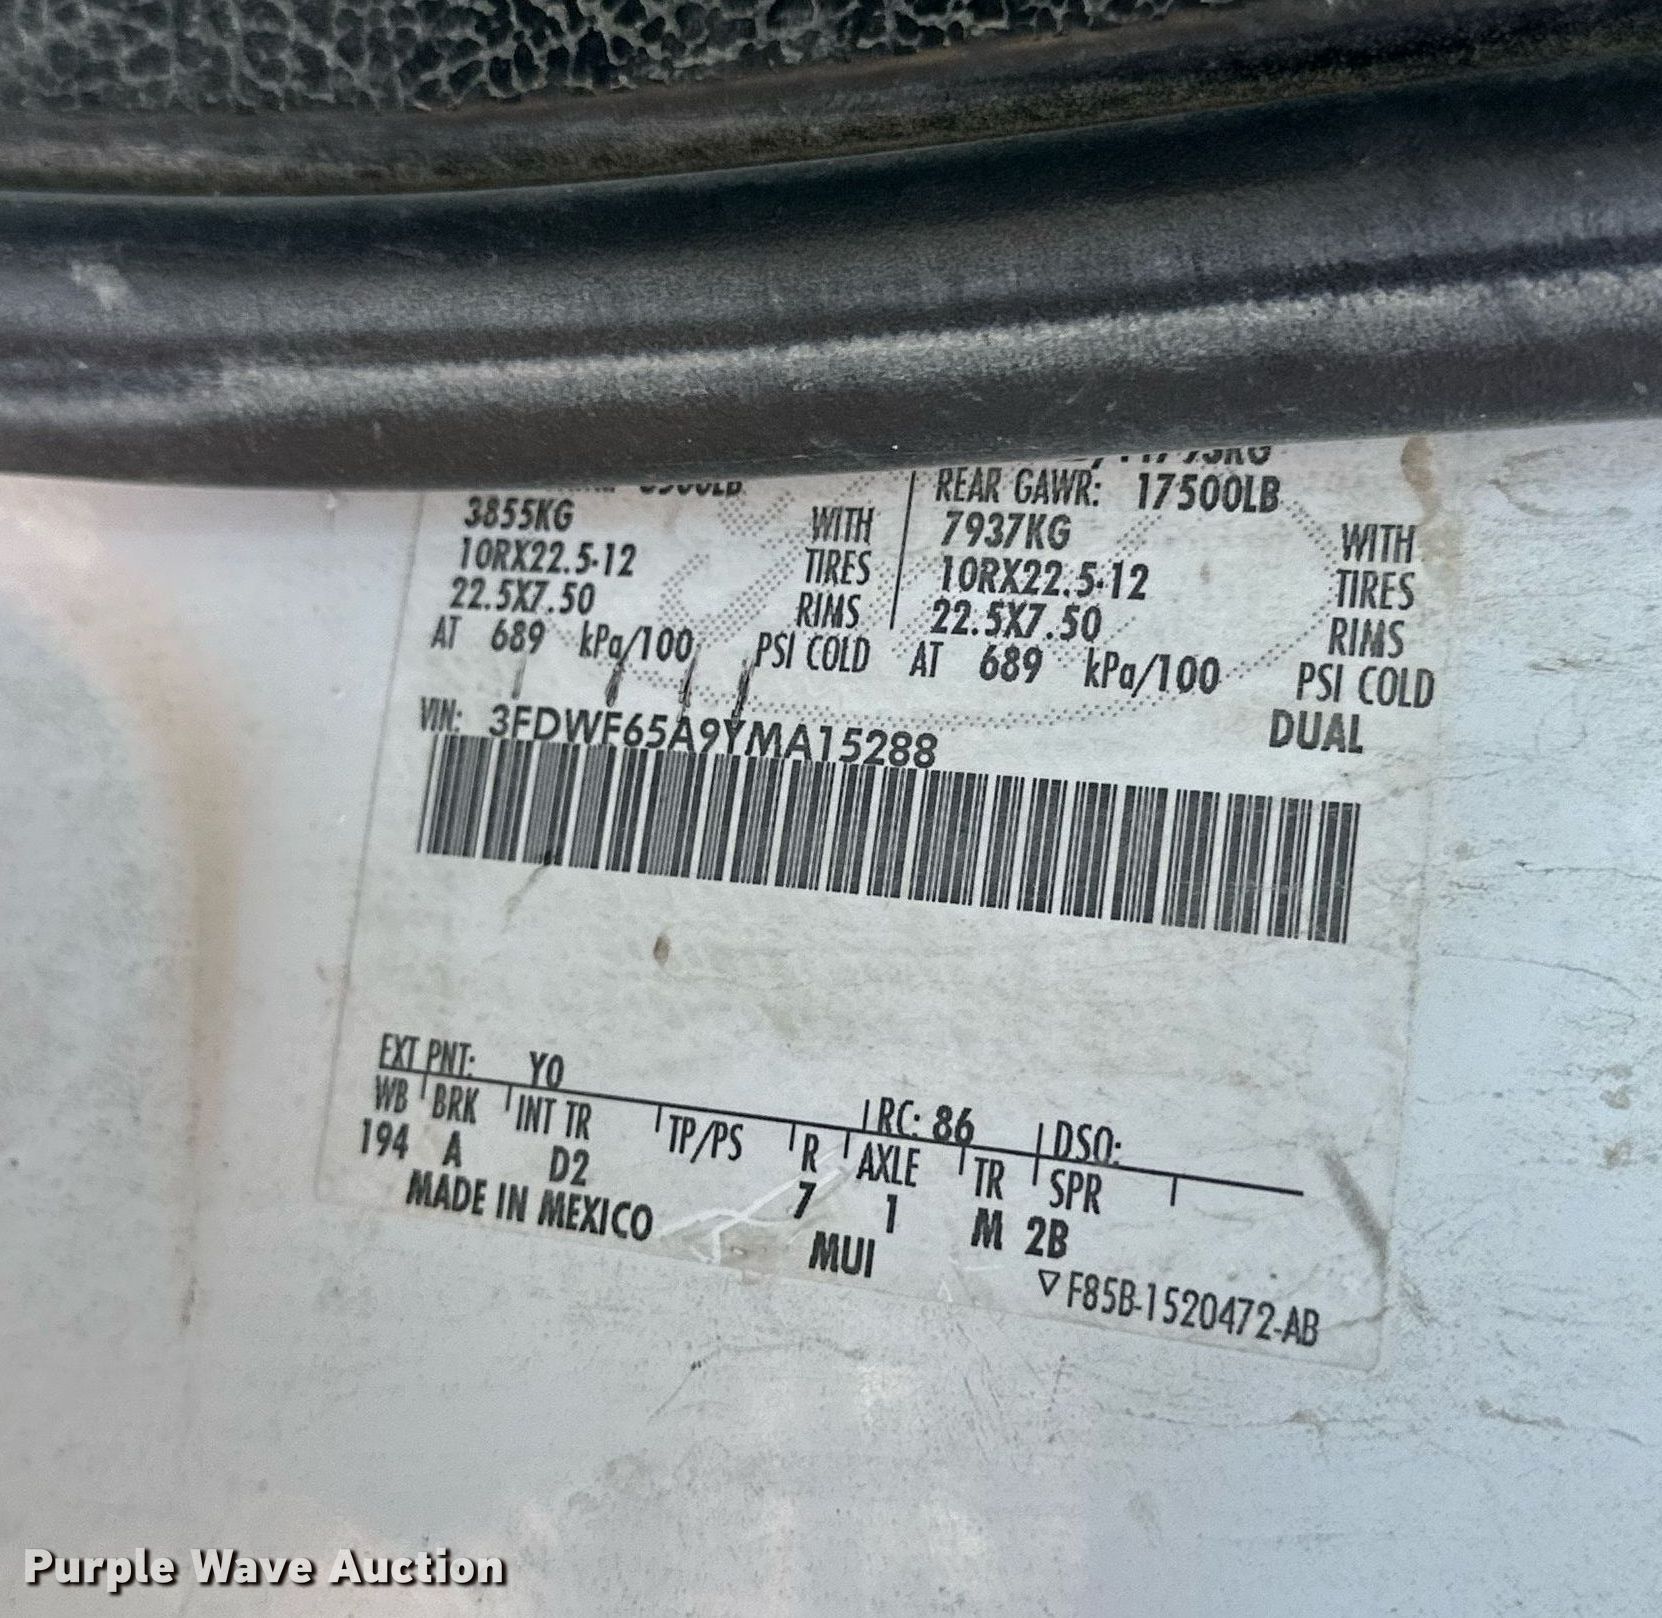 REAR GAWR: 17500LB
3855KG WITH 7937KG WITH
10RX22.5-12 TIRES 10RX22.5-12 TIRES
22.5X7.50 RIMS 22.5X7.50 RIMS
AT 689 kPa/100 PSI COLD AT 689 kPa/100 PSI COLD
VIN: 3FDWF65A9YMA15288 DUAL
EXT PNT: Y0 RC: 86 DSO:
WB BRK INT TR TP/PS R AXLE TR SPR
194 A D2 7 1 M 2B
MADE IN MEXICO MUI
▽ F85B-1520472-AB
Purple Wave Auction